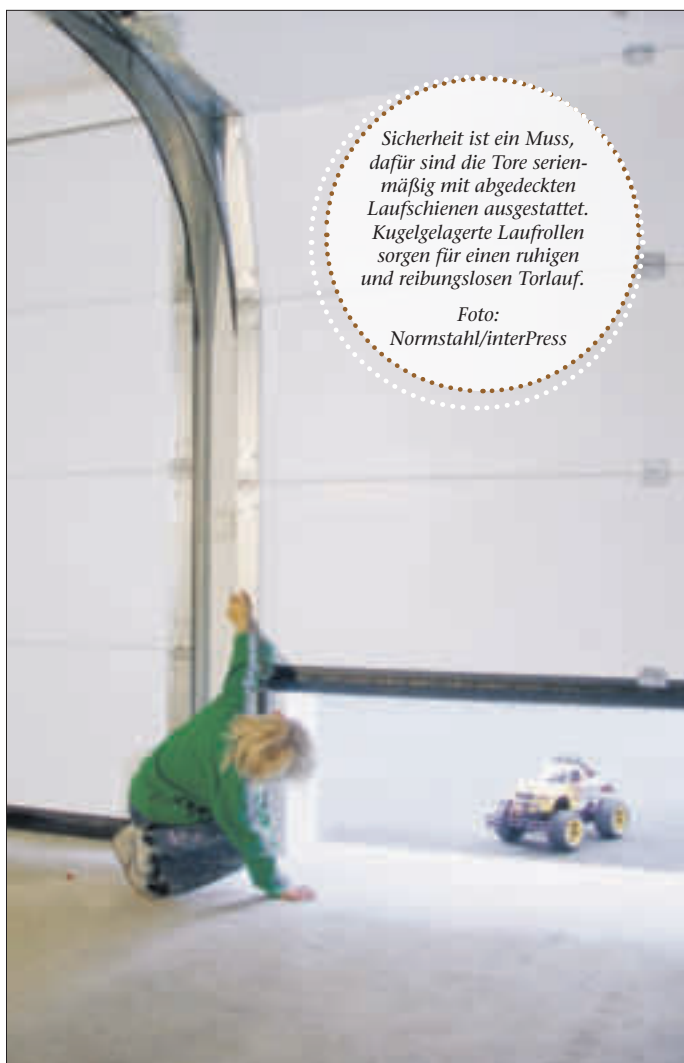 Sicherheit ist ein Muss,
dafür sind die Tore serien-
mäßig mit abgedeckten
Laufschienen ausgestattet.
Kugelgelagerte Laufrollen
sorgen für einen ruhigen
und reibungslosen Torlauf.
Foto:
Normstahl/interPress